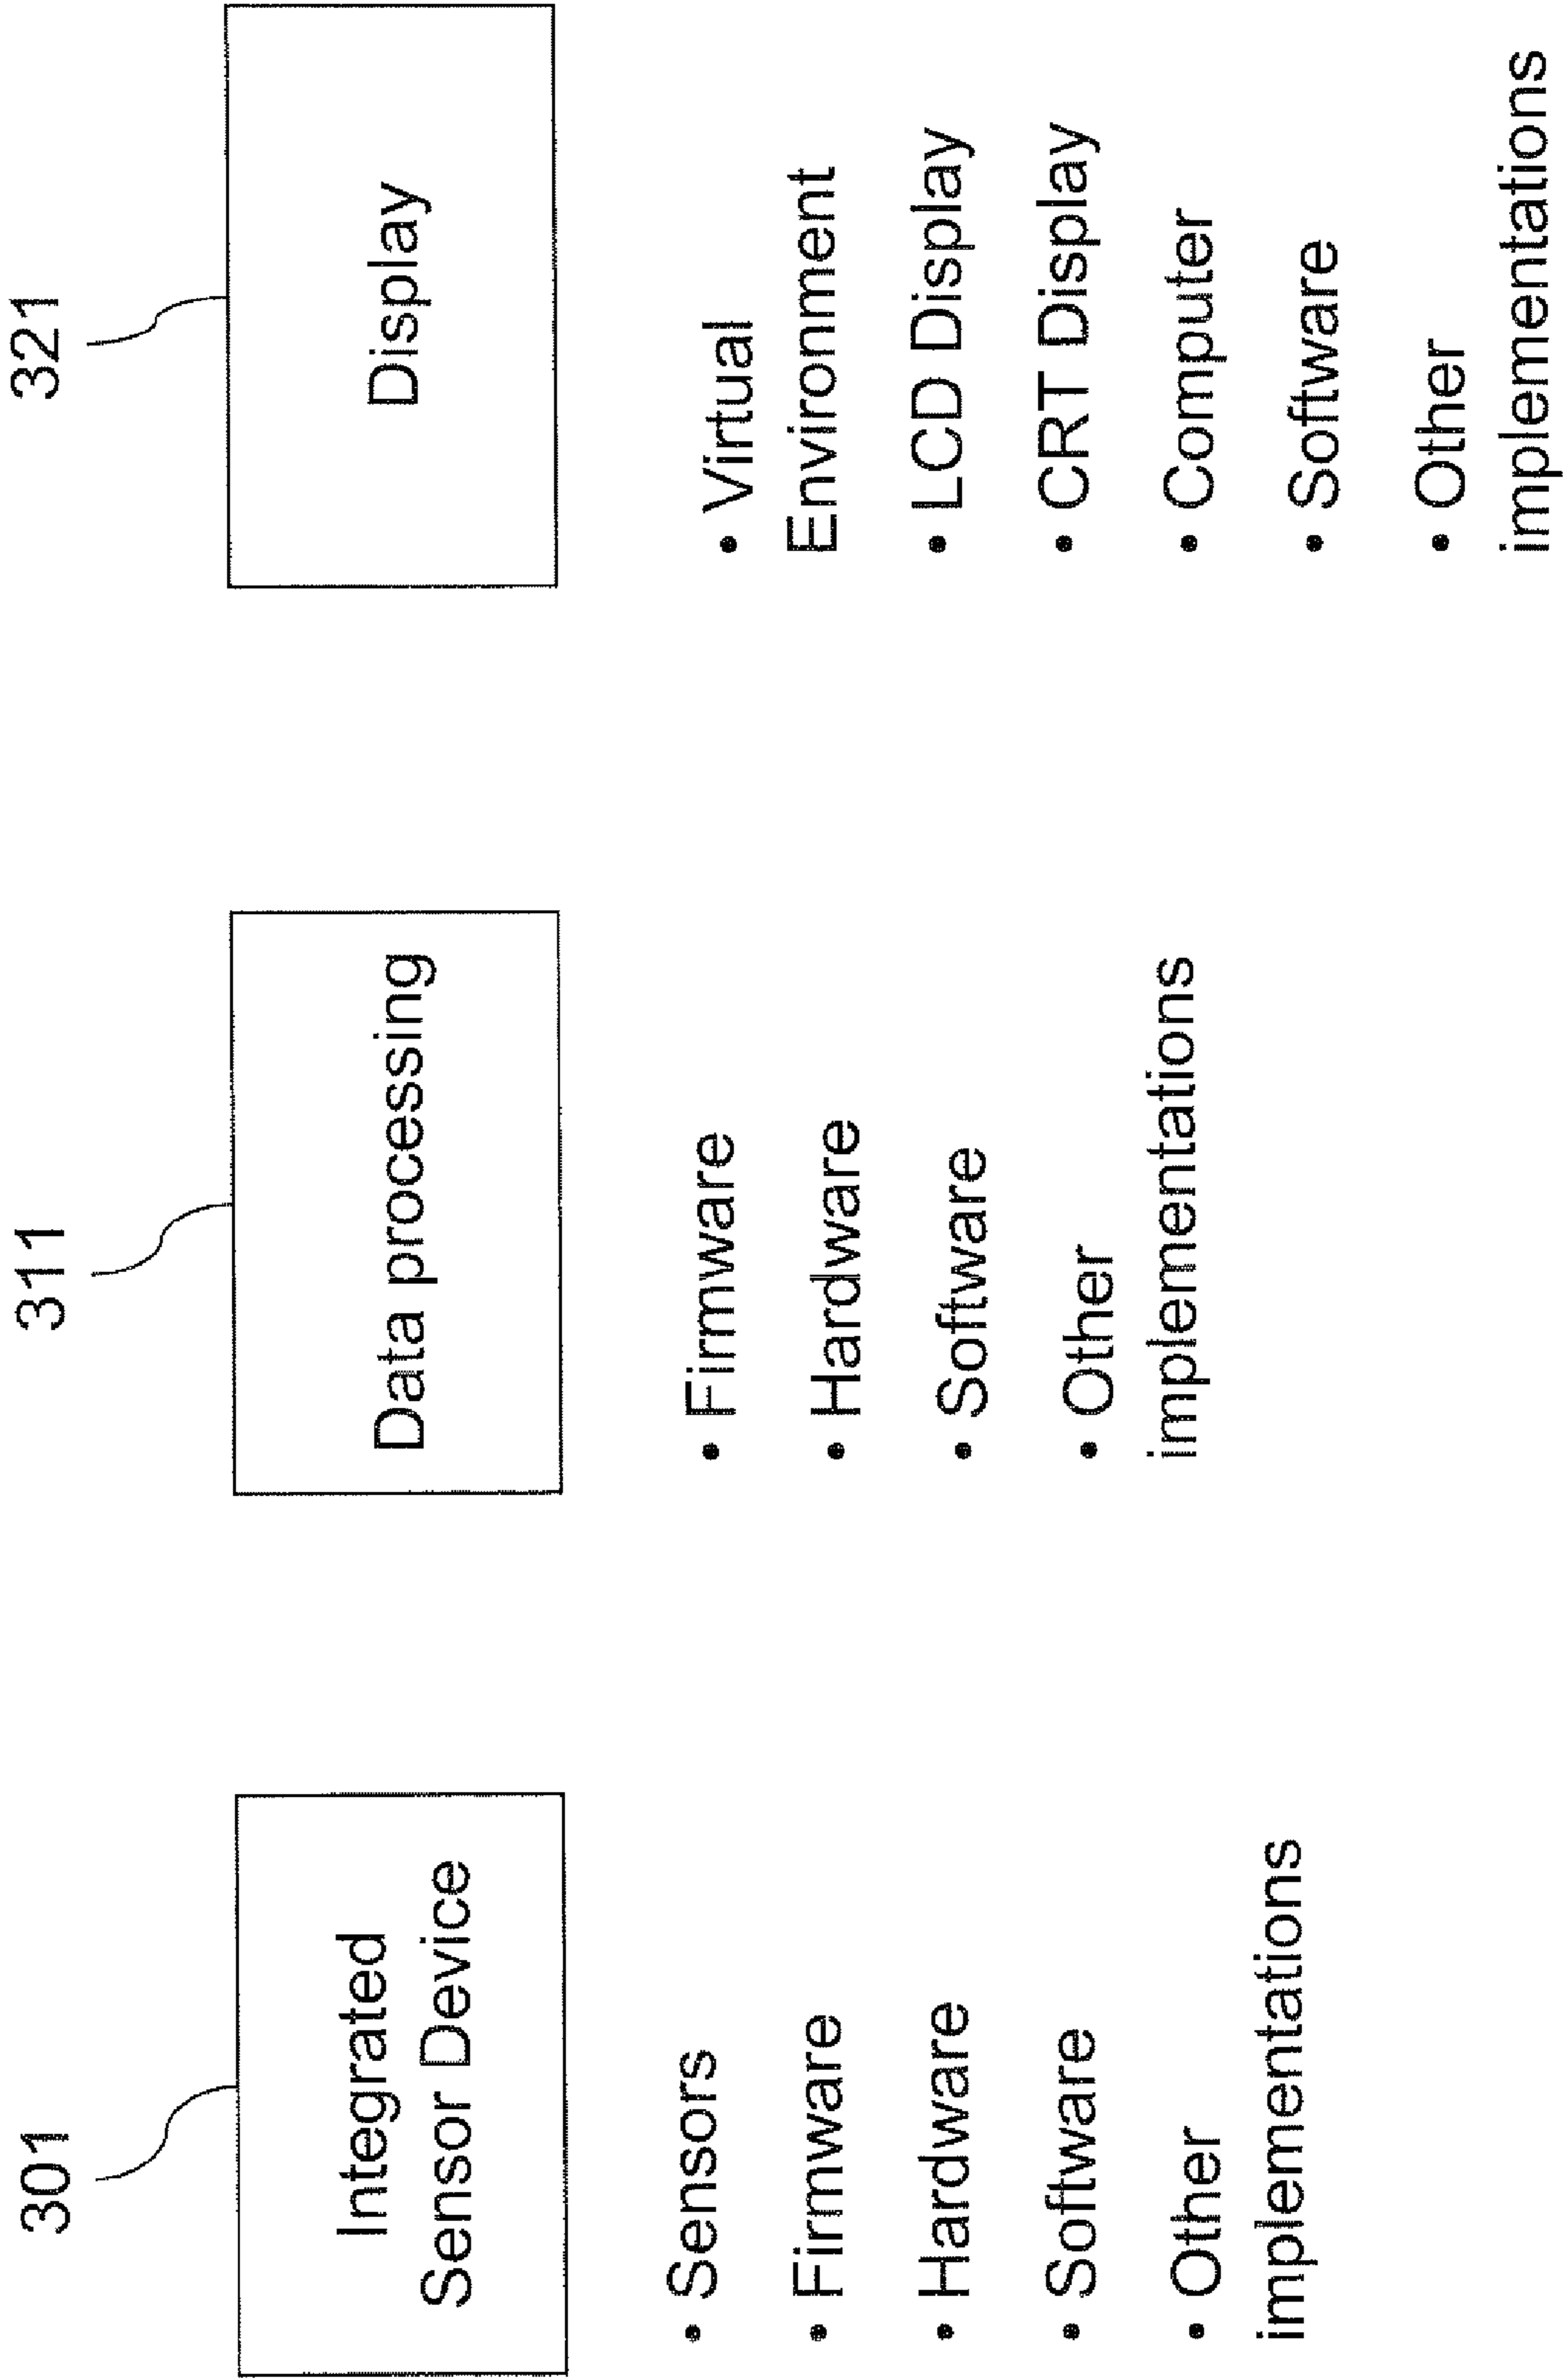 301
Integrated
Sensor Device
• Sensors
• Firmware
• Hardware
• Software
• Other
implementations
311
Data processing
• Firmware
• Hardware
• Software
• Other
implementations
321
Display
• Virtual
Environment
• LCD Display
• CRT Display
• Computer
• Software
• Other
implementations